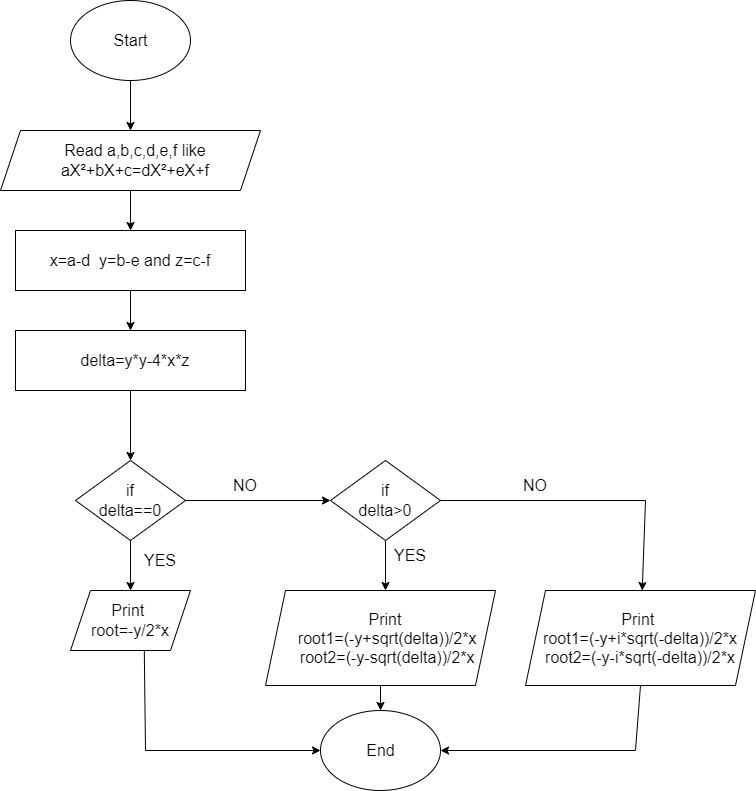 Start
Read a,b,c,d,e,f like
aX²+bX+c=dX²+eX+f
x=a-d  y=b-e and z=c-f
delta=y*y-4*x*z
if
delta==0
NO
if
delta>0
NO
YES
YES
Print
root=-y/2*x
Print
root1=(-y+sqrt(delta))/2*x
root2=(-y-sqrt(delta))/2*x
Print
root1=(-y+i*sqrt(-delta))/2*x
root2=(-y-i*sqrt(-delta))/2*x
End